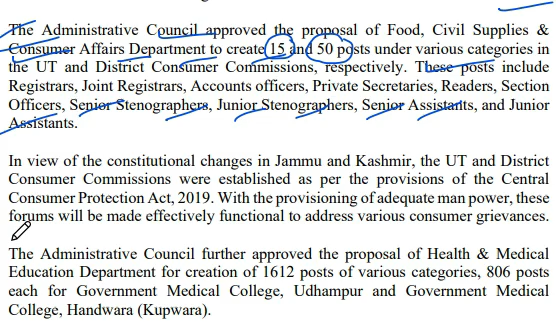 The Administrative Council approved the proposal of Food, Civil Supplies &
Consumer Affairs Department to create 15 and 50 posts under various categories in
the UT and District Consumer Commissions, respectively. These posts include
Registrars, Joint Registrars, Accounts officers, Private Secretaries, Readers, Section
Officers, Senior Stenographers, Junior Stenographers, Senior Assistants, and Junior
Assistants.
In view of the constitutional changes in Jammu and Kashmir, the UT and District
Consumer Commissions were established as per the provisions of the Central
Consumer Protection Act, 2019. With the provisioning of adequate man power, these
forums will be made effectively functional to address various consumer grievances.
The Administrative Council further approved the proposal of Health & Medical
Education Department for creation of 1612 posts of various categories, 806 posts
each for Government Medical College, Udhampur and Government Medical
College, Handwara (Kupwara).